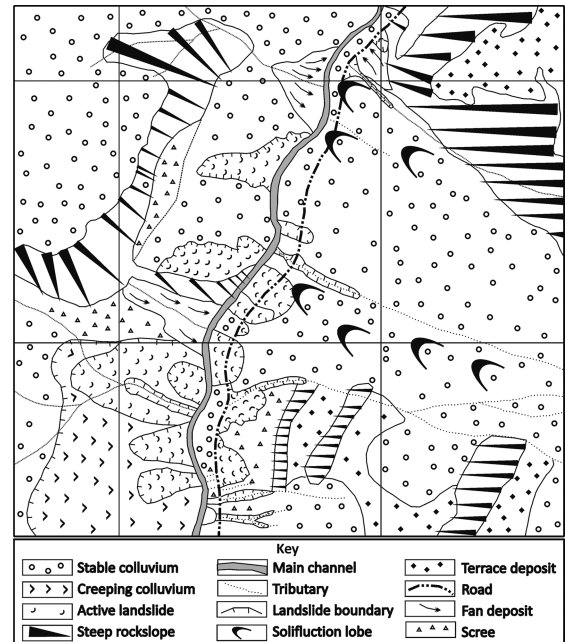 Key
Stable colluvium
Main channel
Terrace deposit
Creeping colluvium
Tributary
Road
Active landslide
Landslide boundary
Fan deposit
Steep rockslope
Solifluction lobe
Scree